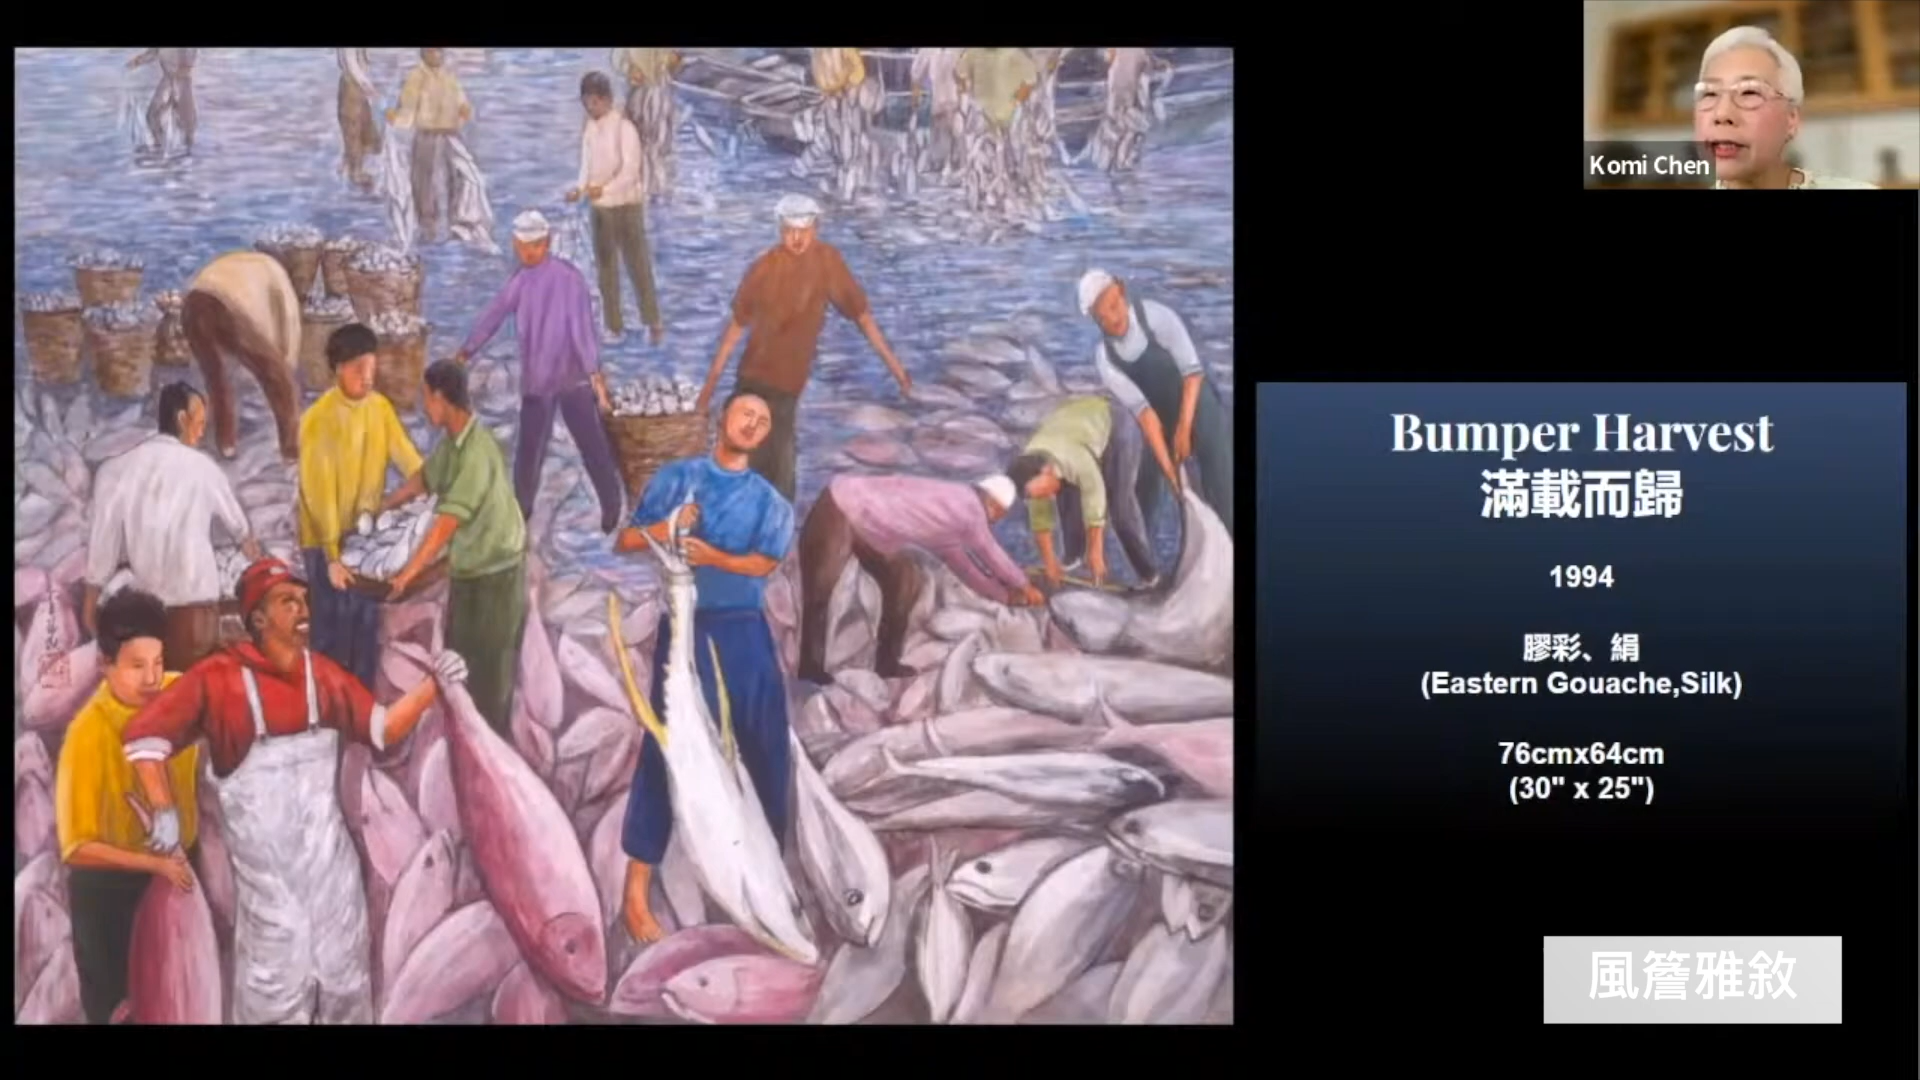 Komi Chen
Bumper Harvest
滿載而歸
1994
膠彩、絹
(Eastern Gouache,Silk)
76cmx64cm
(30" x 25")
風簷雅敘